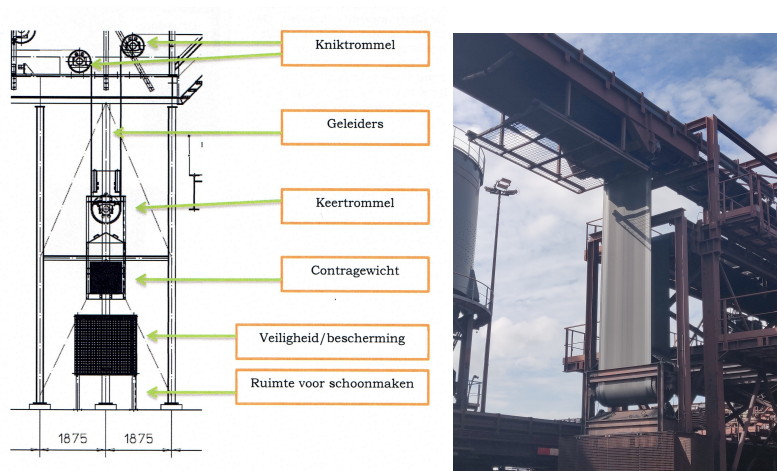 Kniktrommel
Geleiders
Keertrommel
Contragewicht
Veiligheid/bescherming
Ruimte voor schoonmaken
1875 1875